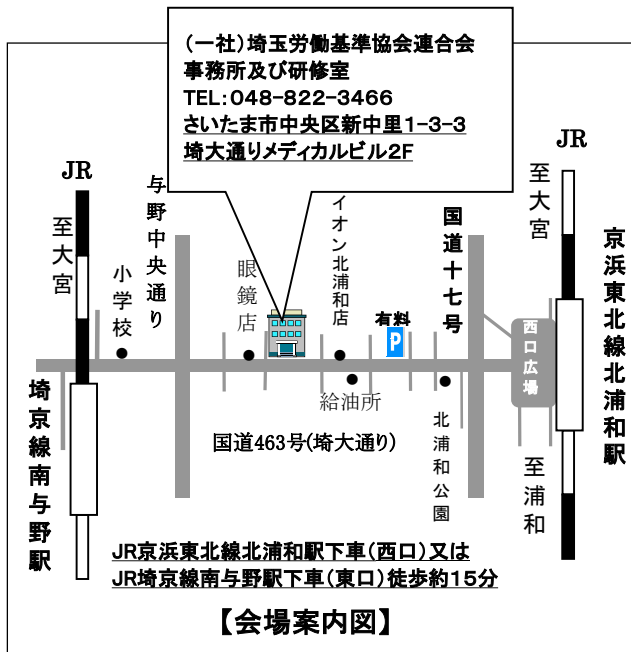 (一社)埼玉労働基準協会連合会
事務所及び研修室
TEL:048-822-3466
さいたま市中央区新中里1-3-3
埼大通りメディカルビル2F
JR
至大宮
小学校
与野中央通り
眼鏡店
イオン北浦和店
有料
P
国道十七号
JR
至大宮
京浜東北線北浦和駅
西口広場
給油所
埼京線南与野駅
国道463号(埼大通り)
北浦和公園
至浦和
JR京浜東北線北浦和駅下車(西口)又は
JR埼京線南与野駅下車(東口)徒歩約15分
【会場案内図】